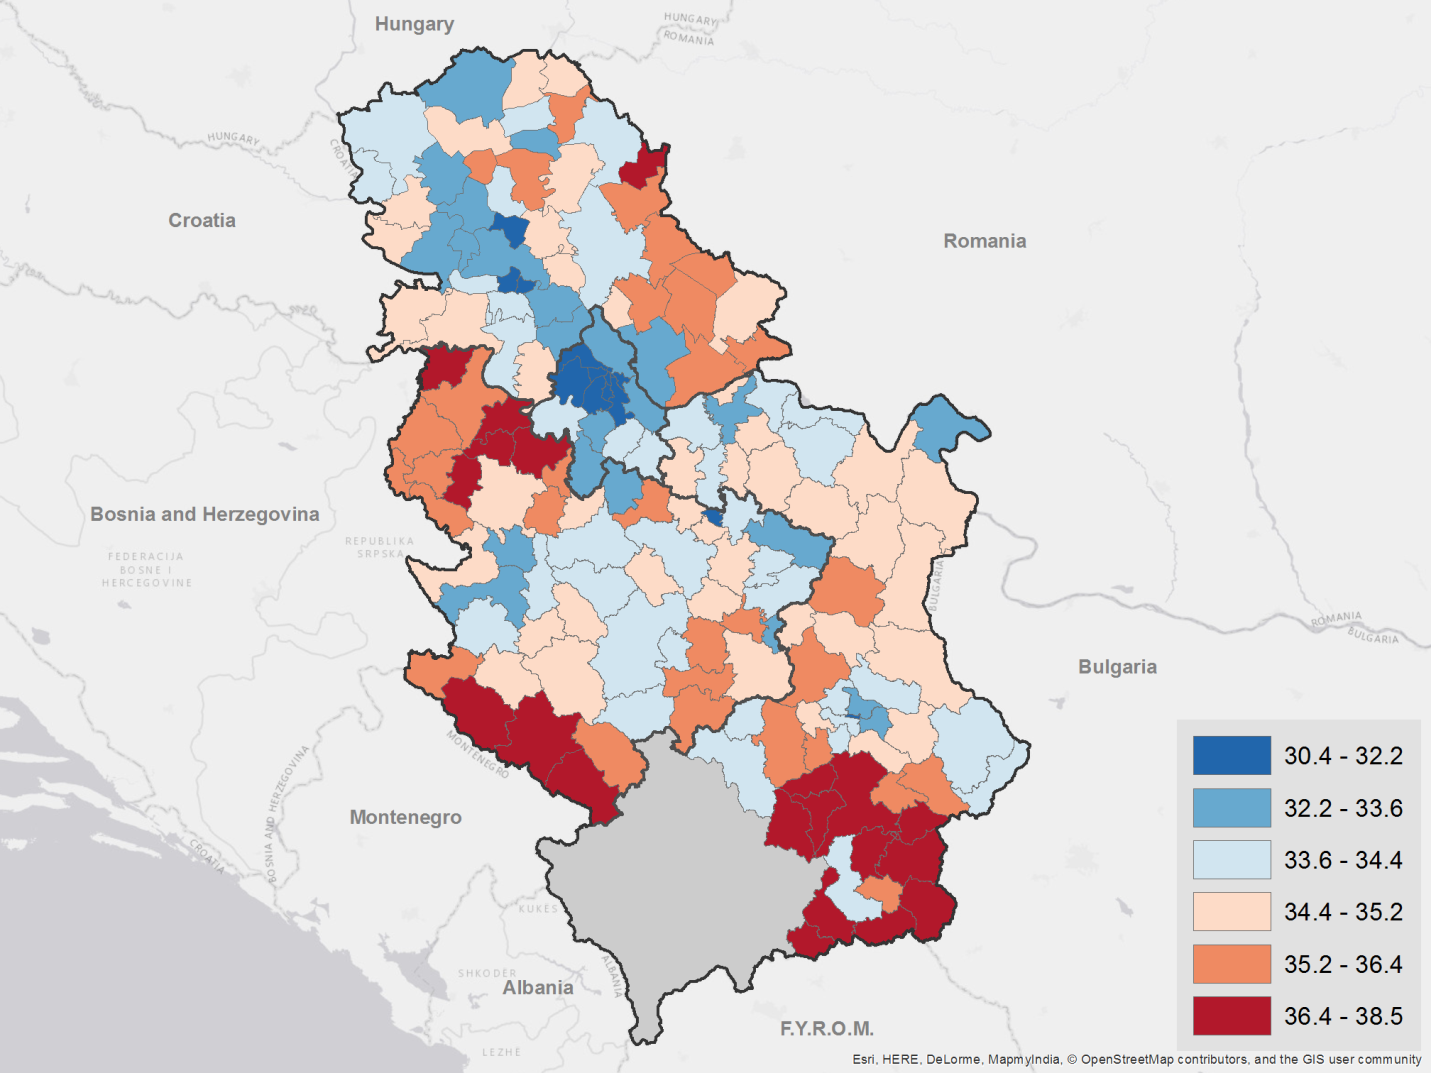 Hungary
HUNGARY
ROMANIA
HUNGARY
CROATIA
Croatia
Romania
Bosnia and Herzegovina
FEDERACIJA
BOSNE I
HERCEGOVINE
REPUBLIKA
SRPSKA
BULGARIA
ROMANIA
BULGARIA
Bulgaria
MONTENEGRO
BOSNIA AND HERZEGOVINA
CROATIA
Montenegro
30.4 - 32.2
32.2 - 33.6
33.6 - 34.4
34.4 - 35.2
35.2 - 36.4
36.4 - 38.5
KUKES
ALBANIA
SHKODER
Albania
LEZHE
F.Y.R.O.M.
Esri, HERE, DeLorme, MapmyIndia, © OpenStreetMap contributors, and the GIS user community